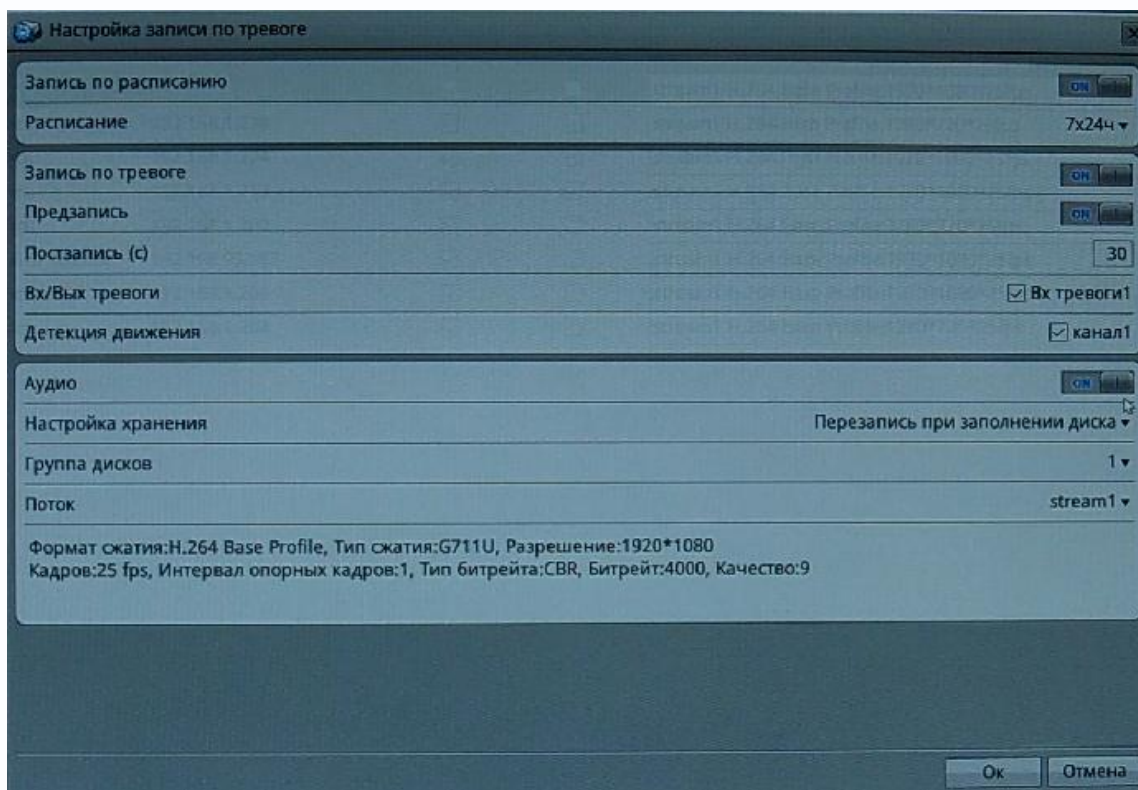 Настройка записи по тревоге
Запись по расписанию ON
Расписание 7x24ч
Запись по тревоге ON
Предзапись ON
Постзапись (с) 30
Вх/Вых тревоги Вх тревоги1
Детекция движения канал1
Аудио ON
Настройка хранения Перезапись при заполнении диска
Группа дисков 1
Поток stream1
Формат сжатия:H.264 Base Profile, Тип сжатия:G711U, Разрешение:1920*1080
Кадров:25 fps, Интервал опорных кадров:1, Тип битрейта:CBR, Битрейт:4000, Качество:9
Ок Отмена